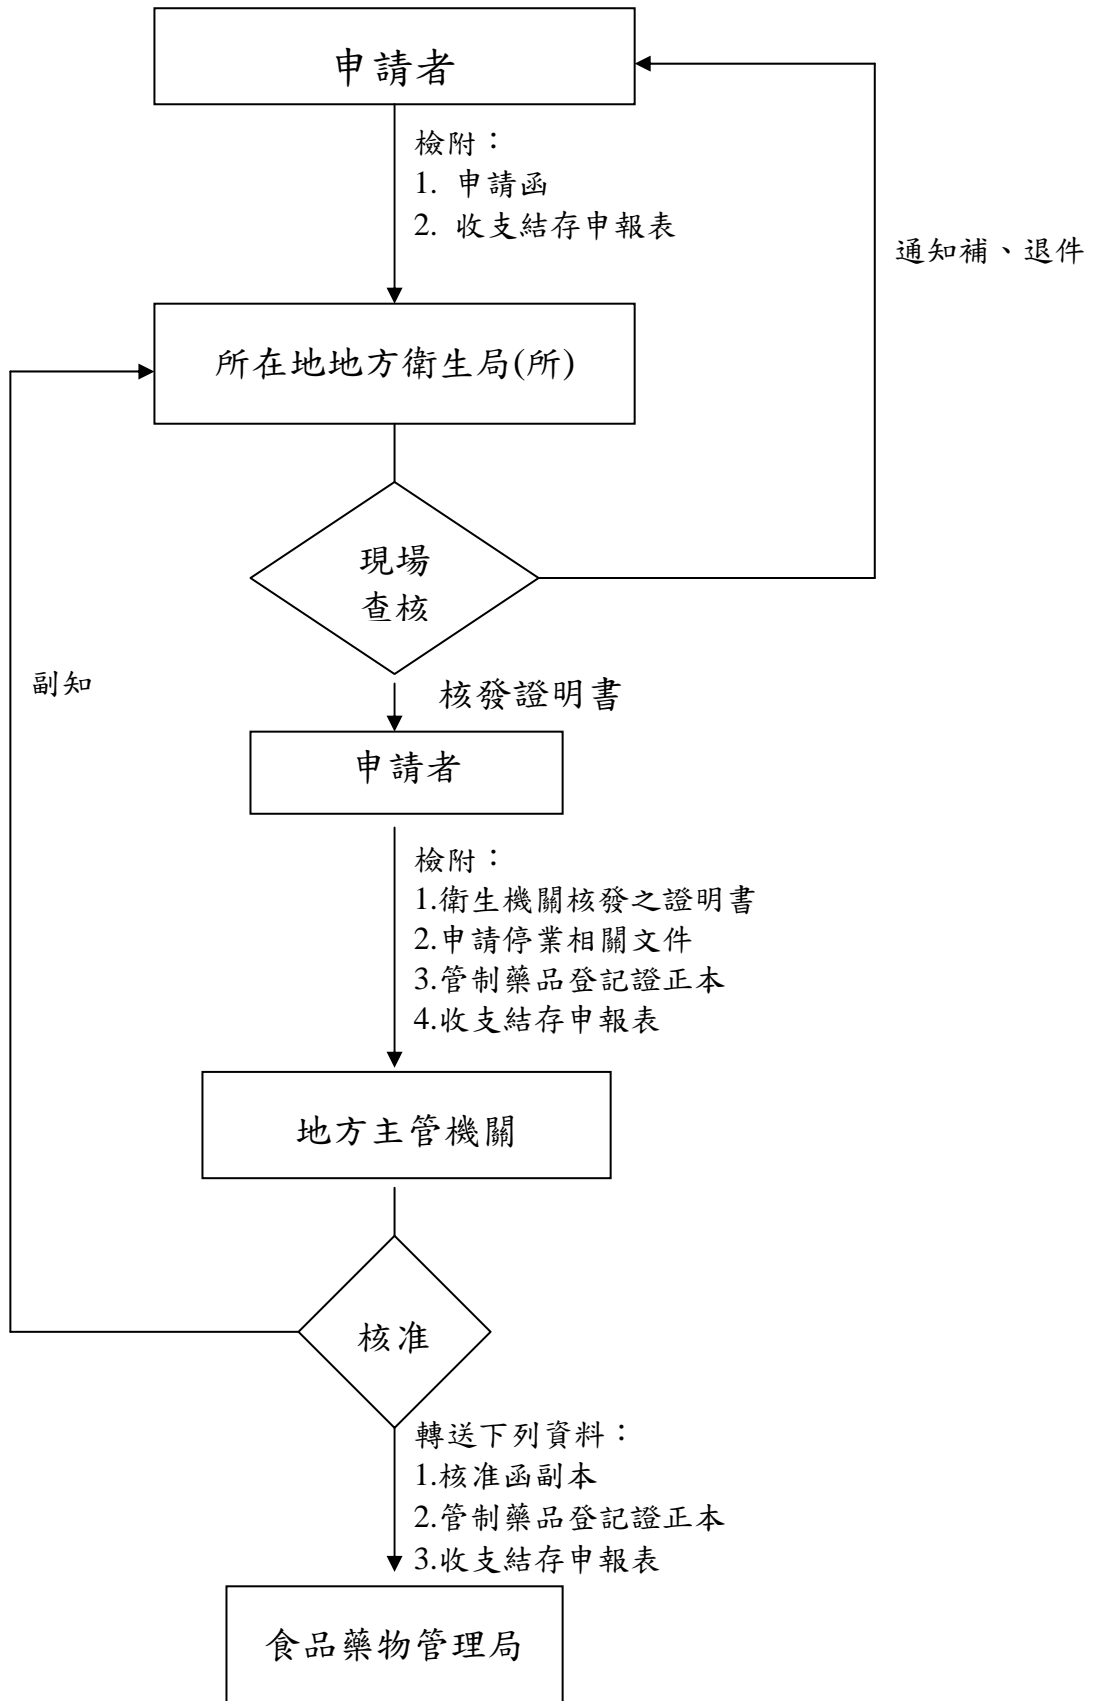 申請者
檢附：
1. 申請函
2. 收支結存申報表
通知補、退件
所在地地方衛生局(所)
現場
查核
副知
核發證明書
申請者
檢附：
1.衛生機關核發之證明書
2.申請停業相關文件
3.管制藥品登記證正本
4.收支結存申報表
地方主管機關
核准
轉送下列資料：
1.核准函副本
2.管制藥品登記證正本
3.收支結存申報表
食品藥物管理局